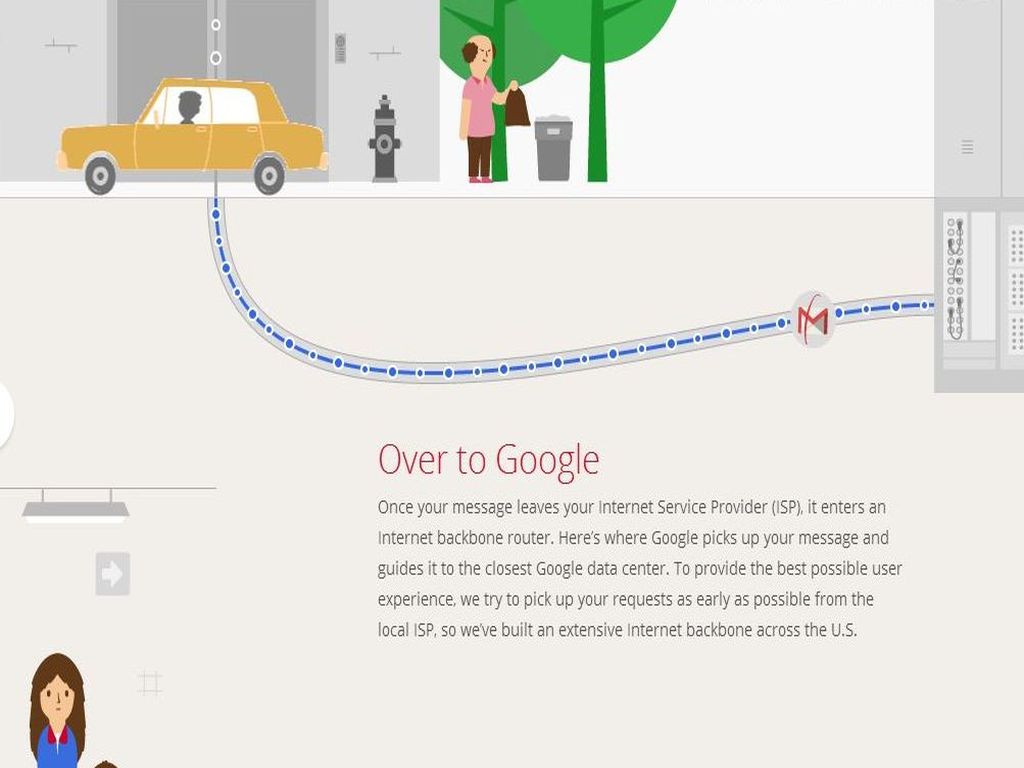 Over to Google
Once your message leaves your Internet Service Provider (ISP), it enters an
Internet backbone router. Here's where Google picks up your message and
guides it to the closest Google data center. To provide the best possible user
experience, we try to pick up your requests as early as possible from the
local ISP, so we've built an extensive Internet backbone across the U.S.